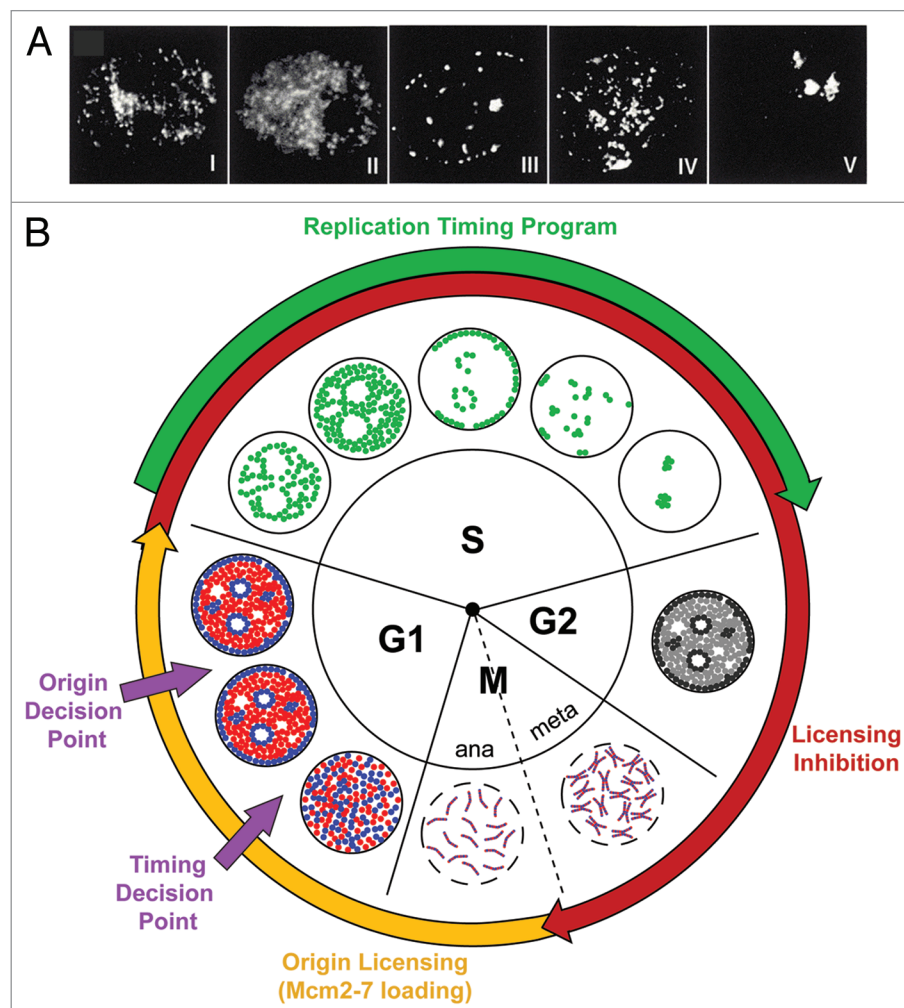 A
I
II
III
IV
V
B
Replication Timing Program
S
G1
G2
M
ana
meta
Origin
Decision
Point
Timing
Decision
Point
Licensing
Inhibition
Origin Licensing
(Mcm2-7 loading)